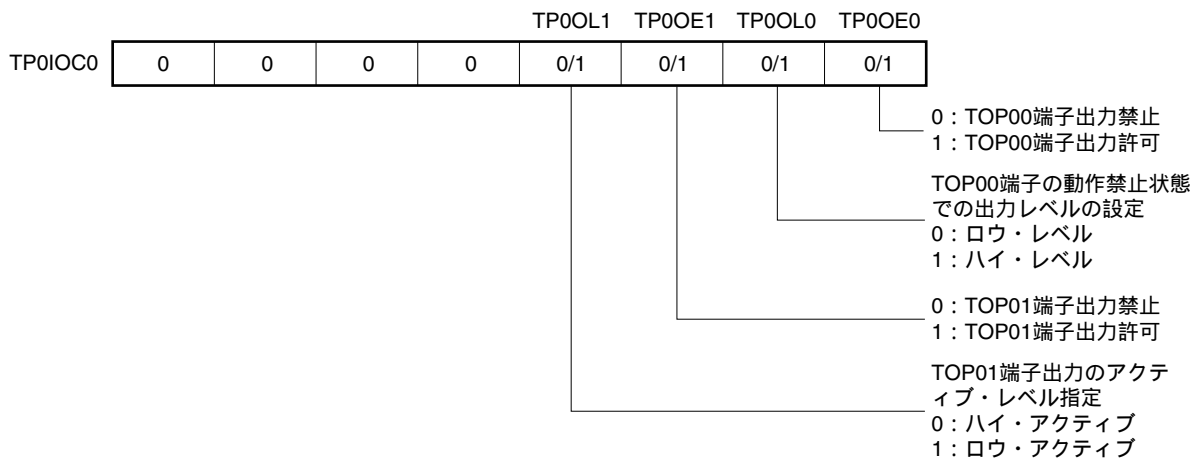 TP0OL1 TP0OE1 TP0OL0 TP0OE0
TP0IOC0 0 0 0 0 0/1 0/1 0/1 0/1
0：TOP00端子出力禁止
1：TOP00端子出力許可
TOP00端子の動作禁止状態
での出力レベルの設定
0：ロウ・レベル
1：ハイ・レベル
0：TOP01端子出力禁止
1：TOP01端子出力許可
TOP01端子出力のアクテ
ィブ・レベル指定
0：ハイ・アクティブ
1：ロウ・アクティブ